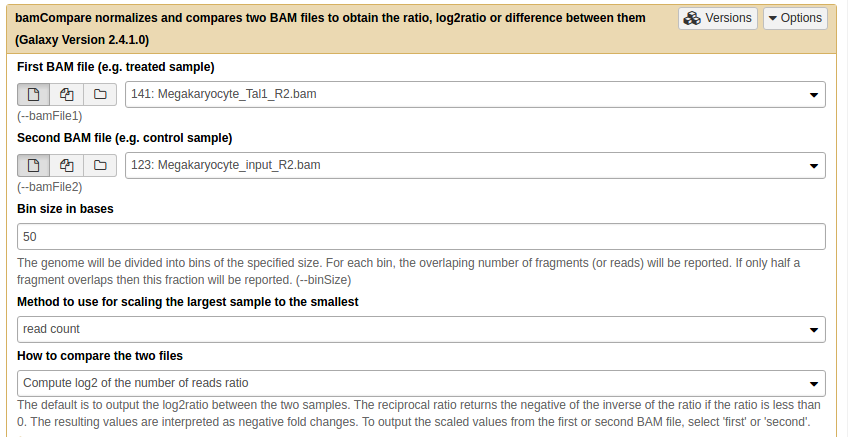 bamCompare normalizes and compares two BAM files to obtain the ratio, log2ratio or difference between them
(Galaxy Version 2.4.1.0)
Versions
Options
First BAM file (e.g. treated sample)
141: Megakaryocyte_Tal1_R2.bam
(--bamFile1)
Second BAM file (e.g. control sample)
123: Megakaryocyte_input_R2.bam
(--bamFile2)
Bin size in bases
50
The genome will be divided into bins of the specified size. For each bin, the overlaping number of fragments (or reads) will be reported. If only half a
fragment overlaps then this fraction will be reported. (--binSize)
Method to use for scaling the largest sample to the smallest
read count
How to compare the two files
Compute log2 of the number of reads ratio
The default is to output the log2ratio between the two samples. The reciprocal ratio returns the negative of the inverse of the ratio if the ratio is less than
0. The resulting values are interpreted as negative fold changes. To output the scaled values from the first or second BAM file, select 'first' or 'second'.